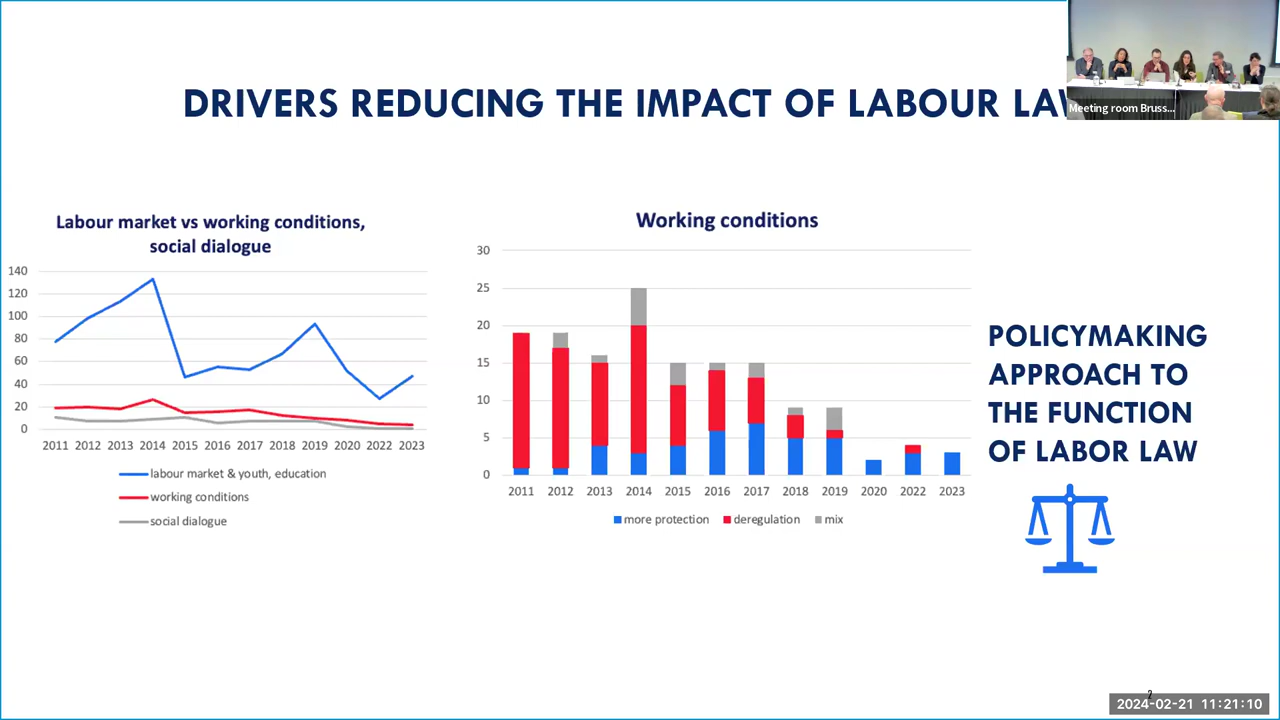 DRIVERS REDUCING THE IMPACT OF LABOUR LAW
Meeting room Bruss...
Labour market vs working conditions,
social dialogue
140
120
100
80
60
40
20
0
2011 2012 2013 2014 2015 2016 2017 2018 2019 2020 2022 2023
labour market & youth, education
working conditions
social dialogue
Working conditions
30
25
20
15
10
5
0
2011 2012 2013 2014 2015 2016 2017 2018 2019 2020 2022 2023
more protection deregulation mix
POLICYMAKING
APPROACH TO
THE FUNCTION
OF LABOR LAW
2
2024-02-21 11:21:10